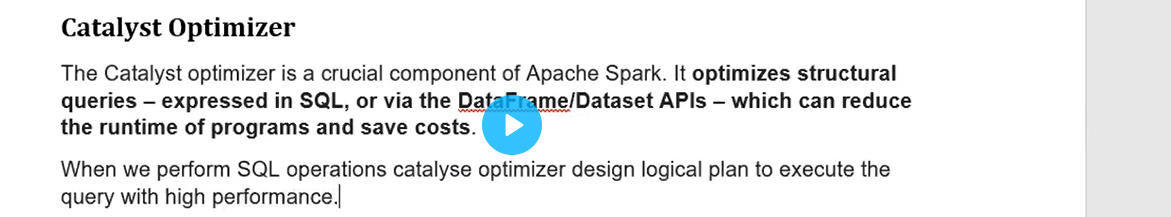 Catalyst Optimizer
The Catalyst optimizer is a crucial component of Apache Spark. It optimizes structural
queries – expressed in SQL, or via the DataFrame/Dataset APIs – which can reduce
the runtime of programs and save costs.
When we perform SQL operations catalyse optimizer design logical plan to execute the
query with high performance.